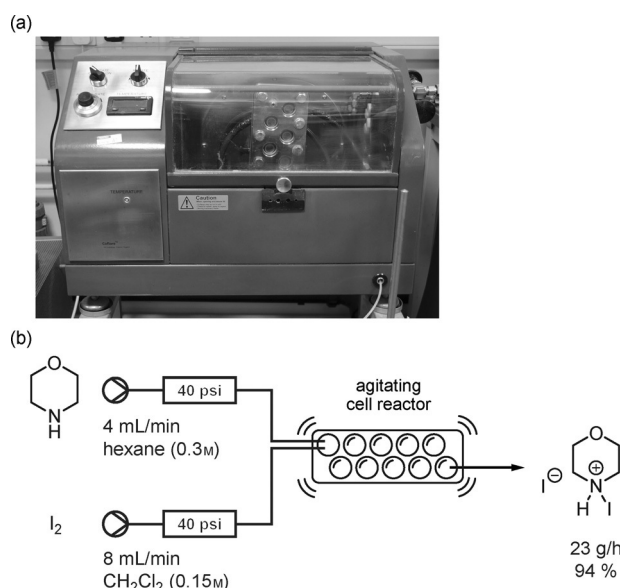 (a)
TEMPERATURE
Caution
(b)
O
N
H
40 psi
4 mL/min
hexane (0.3M)
agitating
cell reactor
I₂
40 psi
8 mL/min
CH₂Cl₂ (0.15M)
O
I⊖
⊕
N
H
I
23 g/h
94 %